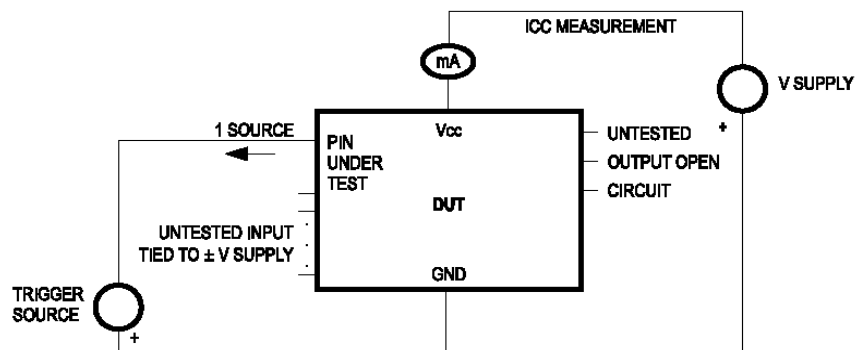 ICC MEASUREMENT
mA
V SUPPLY
+
1 SOURCE
Vcc
PIN
UNDER
TEST
UNTESTED
OUTPUT OPEN
CIRCUIT
DUT
UNTESTED INPUT
TIED TO ± V SUPPLY
GND
TRIGGER
SOURCE
+